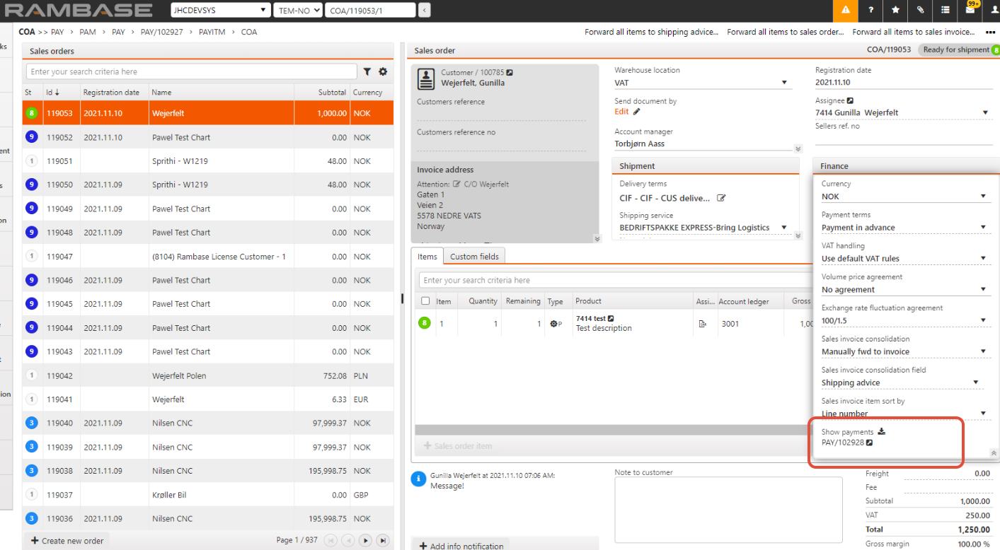 RAMBASE JHCDEVSYS TEM-NO COA/119053/1 < ? 99+
COA >> PAY > PAM > PAY > PAY/102927 > PAYITM > COA
Forward all items to shipping advice... Forward all items to sales order... Forward all items to sales invoice... •••
ks
ent
s
on
t
ion
Sales orders
Enter your search criteria here
St Id Registration date Name Subtotal Currency
8 119053 2021.11.10 Wejerfelt 1,000.00 NOK
9 119052 2021.11.10 Pawel Test Chart 0.00 NOK
1 119051 Sprithi - W1219 48.00 NOK
9 119050 2021.11.09 Sprithi - W1219 48.00 NOK
9 119049 2021.11.09 Pawel Test Chart 0.00 NOK
9 119048 2021.11.09 Pawel Test Chart 0.00 NOK
1 119047 (8104) Rambase License Customer - 1 0.00 NOK
9 119046 2021.11.09 Pawel Test Chart 0.00 NOK
9 119045 2021.11.09 Pawel Test Chart 0.00 NOK
9 119044 2021.11.09 Pawel Test Chart 0.00 NOK
9 119043 2021.11.09 Pawel Test Chart 0.00 NOK
1 119042 Wejerfelt Polen 752.08 PLN
1 119041 Wejerfelt 6.33 EUR
3 119040 2021.11.09 Nilsen CNC 97,999.37 NOK
3 119039 2021.11.09 Nilsen CNC 97,999.37 NOK
3 119038 2021.11.09 Nilsen CNC 195,998.75 NOK
1 119037 Krøller Bil 0.00 GBP
3 119036 2021.11.09 Nilsen CNC 195,998.75 NOK
Create new order Page 1 / 937
Sales order COA/119053 Ready for shipment 8
Customer / 100785
Wejerfelt, Gunilla
Customers reference
Customers reference no
Invoice address
Attention: C/O Wejerfelt
Gaten 1
Veien 2
5578 NEDRE VATS
Norway
Warehouse location
VAT
Send document by
Edit
Account manager
Torbjørn Aass
Registration date
2021.11.10
Assignee
7414 Gunilla Wejerfelt
Sellers ref. no
Shipment
Delivery terms
CIF - CIF - CUS delive...
Shipping service
BEDRIFTSPAKKE EXPRESS-Bring Logistics
Finance
Currency
NOK
Payment terms
Payment in advance
VAT handling
Use default VAT rules
Volume price agreement
No agreement
Exchange rate fluctuation agreement
100/1.5
Sales invoice consolidation
Manually fwd to invoice
Sales invoice consolidation field
Shipping advice
Sales invoice item sort by
Line number
Show payments
PAY/102928
Items Custom fields
Enter your search criteria here
Item Quantity Remaining Type Product Assi... Account ledger Gross
8 1 1 1 P 7414 test 3001 1,00
Test description
Sales order item
Gunilla Wejerfelt at 2021.11.10 07:06 AM:
Message!
Add info notification
Note to customer
Freight 0.00
Fee
Subtotal 1,000.00
VAT 250.00
Total 1,250.00
Gross margin 100.00 %